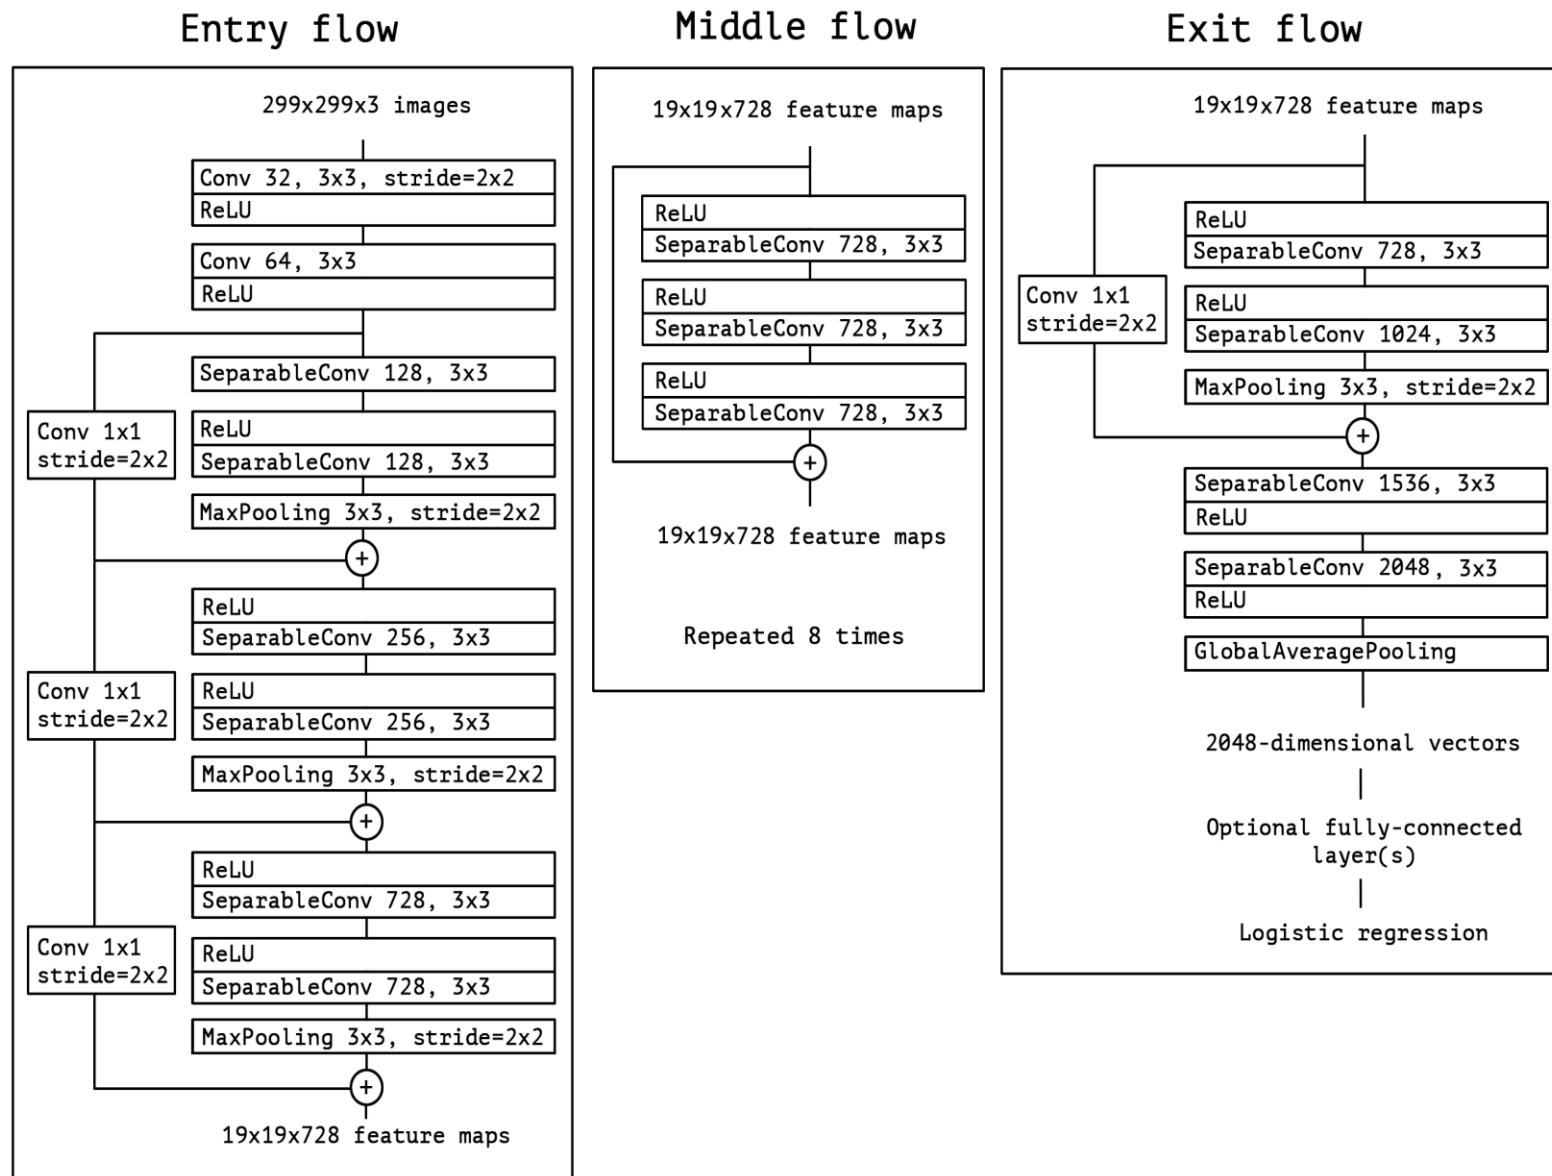 Entry flow
299x299x3 images
Conv 32, 3x3, stride=2x2
ReLU
Conv 64, 3x3
ReLU
SeparableConv 128, 3x3
Conv 1x1
stride=2x2
ReLU
SeparableConv 128, 3x3
MaxPooling 3x3, stride=2x2
+
ReLU
SeparableConv 256, 3x3
Conv 1x1
stride=2x2
ReLU
SeparableConv 256, 3x3
MaxPooling 3x3, stride=2x2
+
ReLU
SeparableConv 728, 3x3
Conv 1x1
stride=2x2
ReLU
SeparableConv 728, 3x3
MaxPooling 3x3, stride=2x2
+
19x19x728 feature maps
Middle flow
19x19x728 feature maps
ReLU
SeparableConv 728, 3x3
ReLU
SeparableConv 728, 3x3
ReLU
SeparableConv 728, 3x3
+
19x19x728 feature maps
Repeated 8 times
Exit flow
19x19x728 feature maps
ReLU
SeparableConv 728, 3x3
Conv 1x1
stride=2x2
ReLU
SeparableConv 1024, 3x3
MaxPooling 3x3, stride=2x2
+
SeparableConv 1536, 3x3
ReLU
SeparableConv 2048, 3x3
ReLU
GlobalAveragePooling
2048-dimensional vectors
Optional fully-connected
layer(s)
Logistic regression